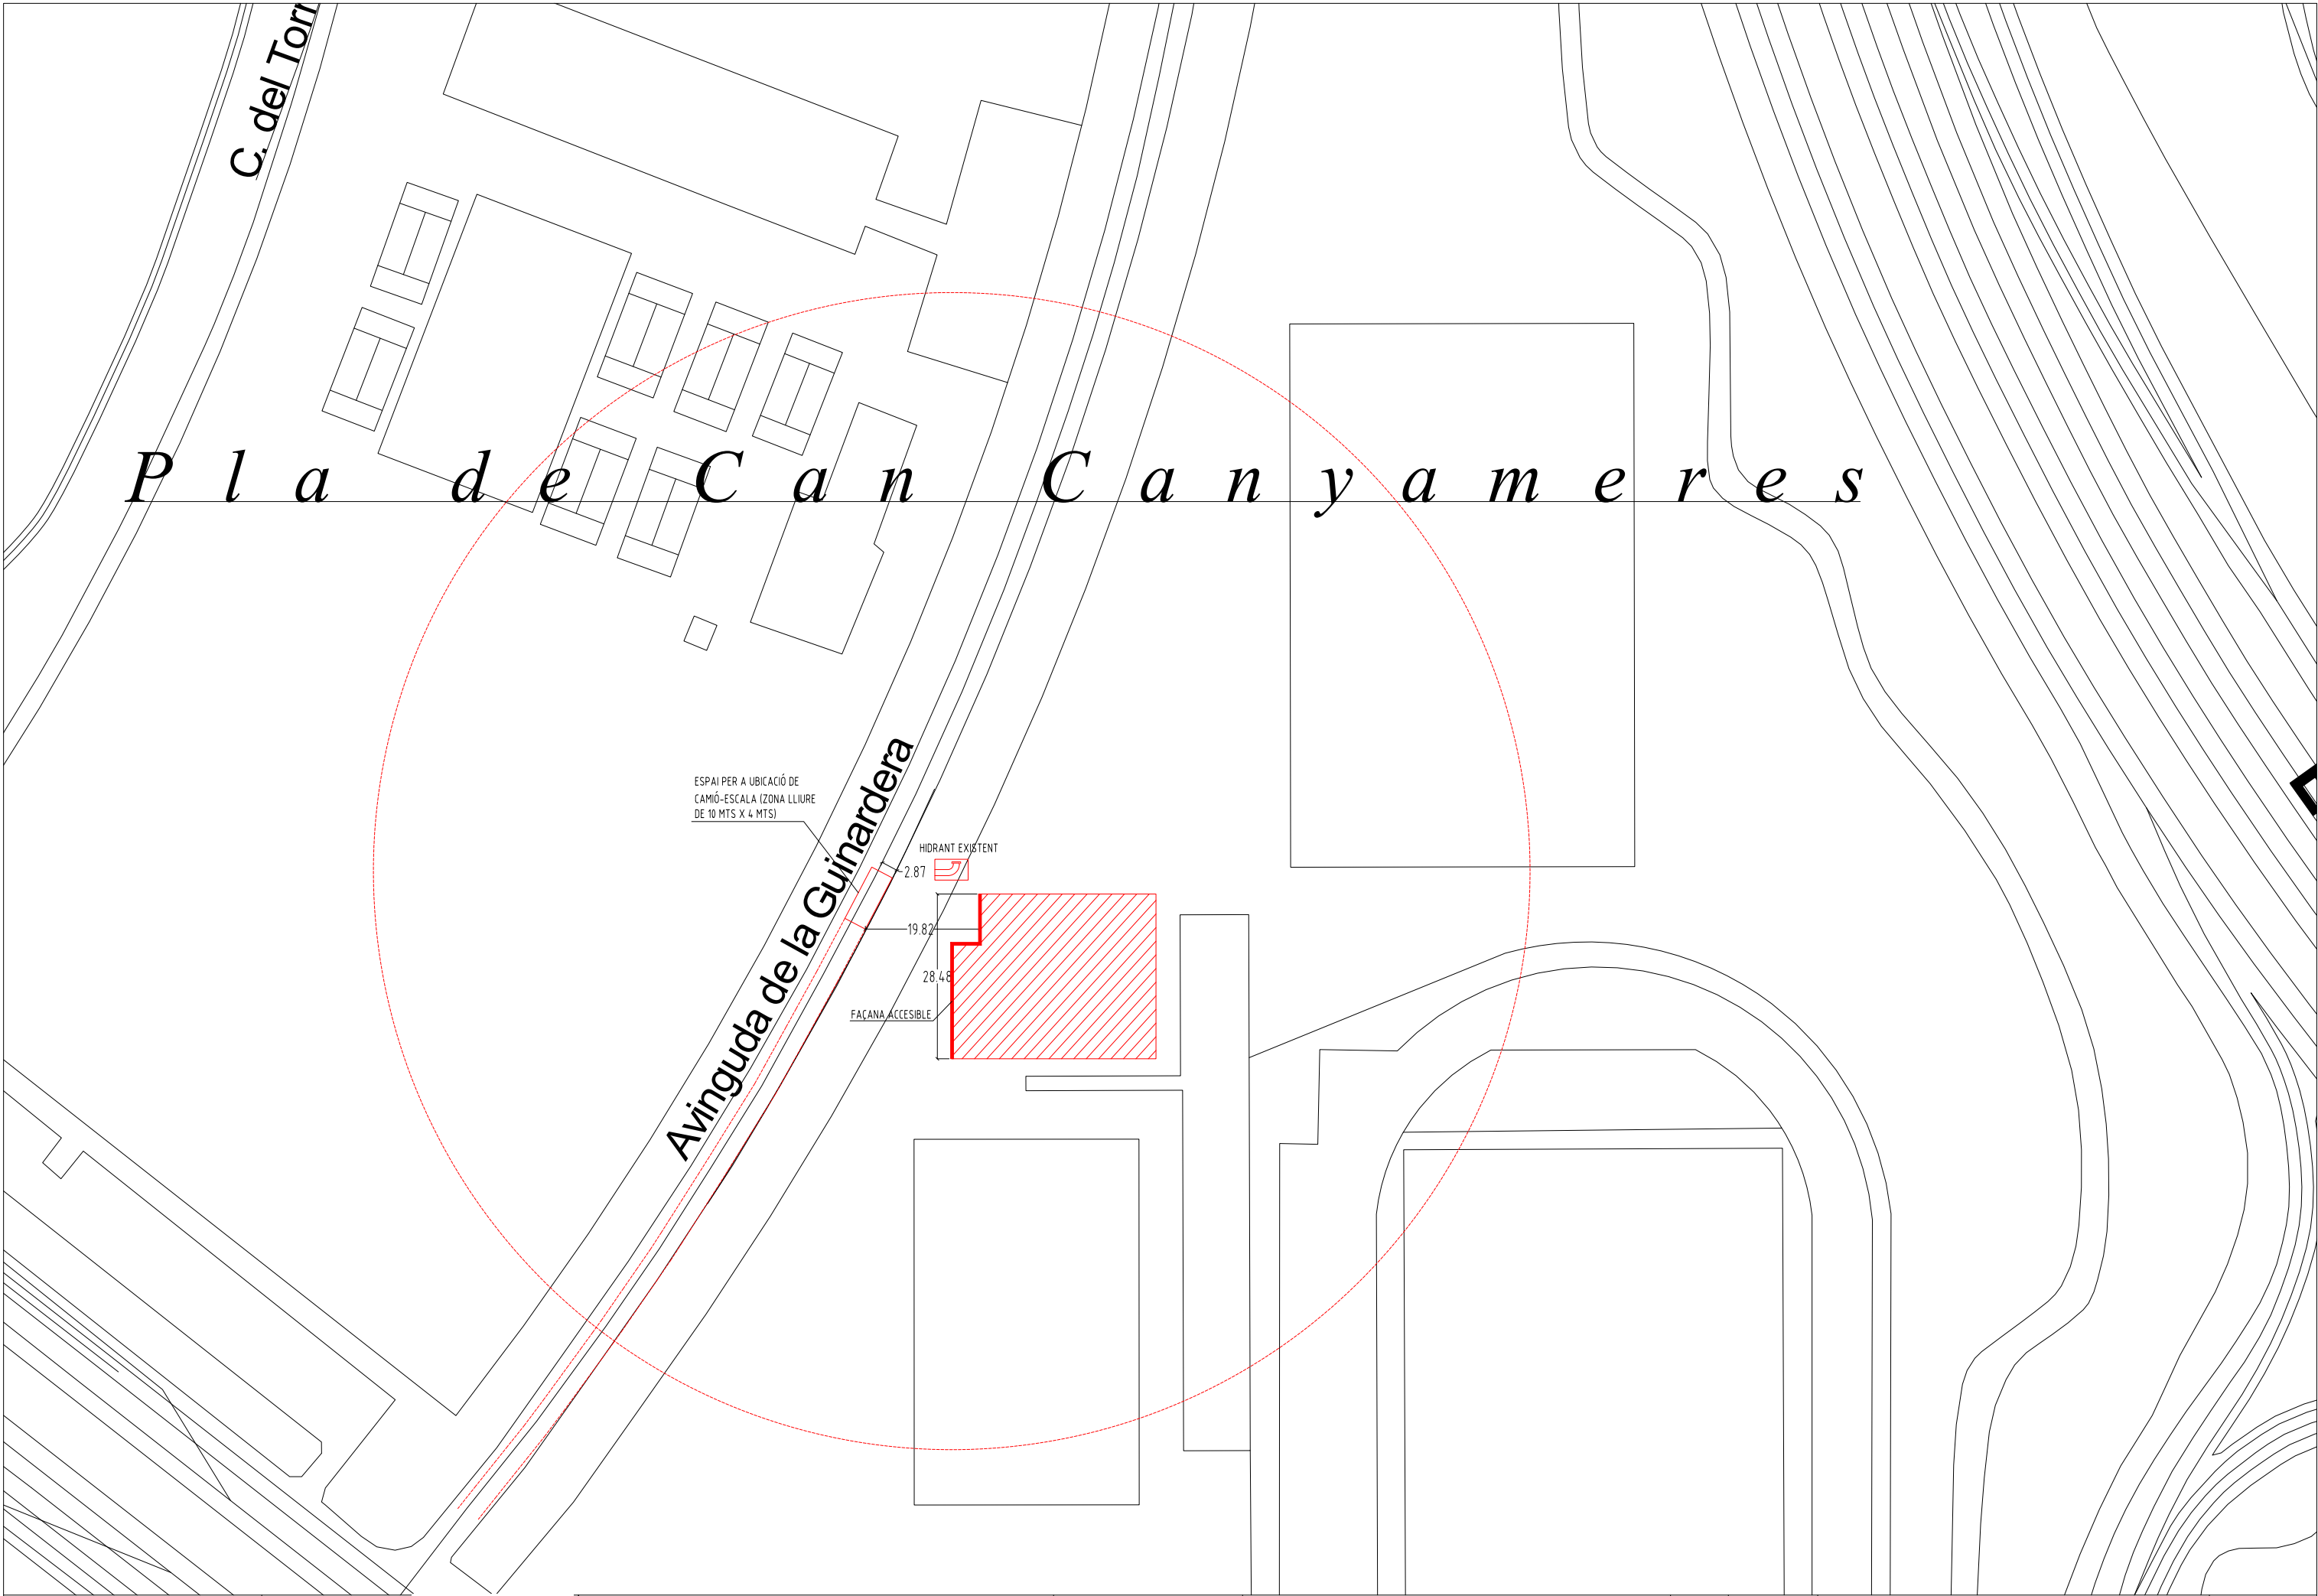 C. del Torr
Pla de Can Canyameres
Avinguda de la Guinardera
ESPAI PER A UBICACIÓ DE
CAMIÓ-ESCALA (ZONA LLIURE
DE 10 MTS X 4 MTS)
HIDRANT EXISTENT
2.87
19.82
28.48
FAÇANA ACCESIBLE